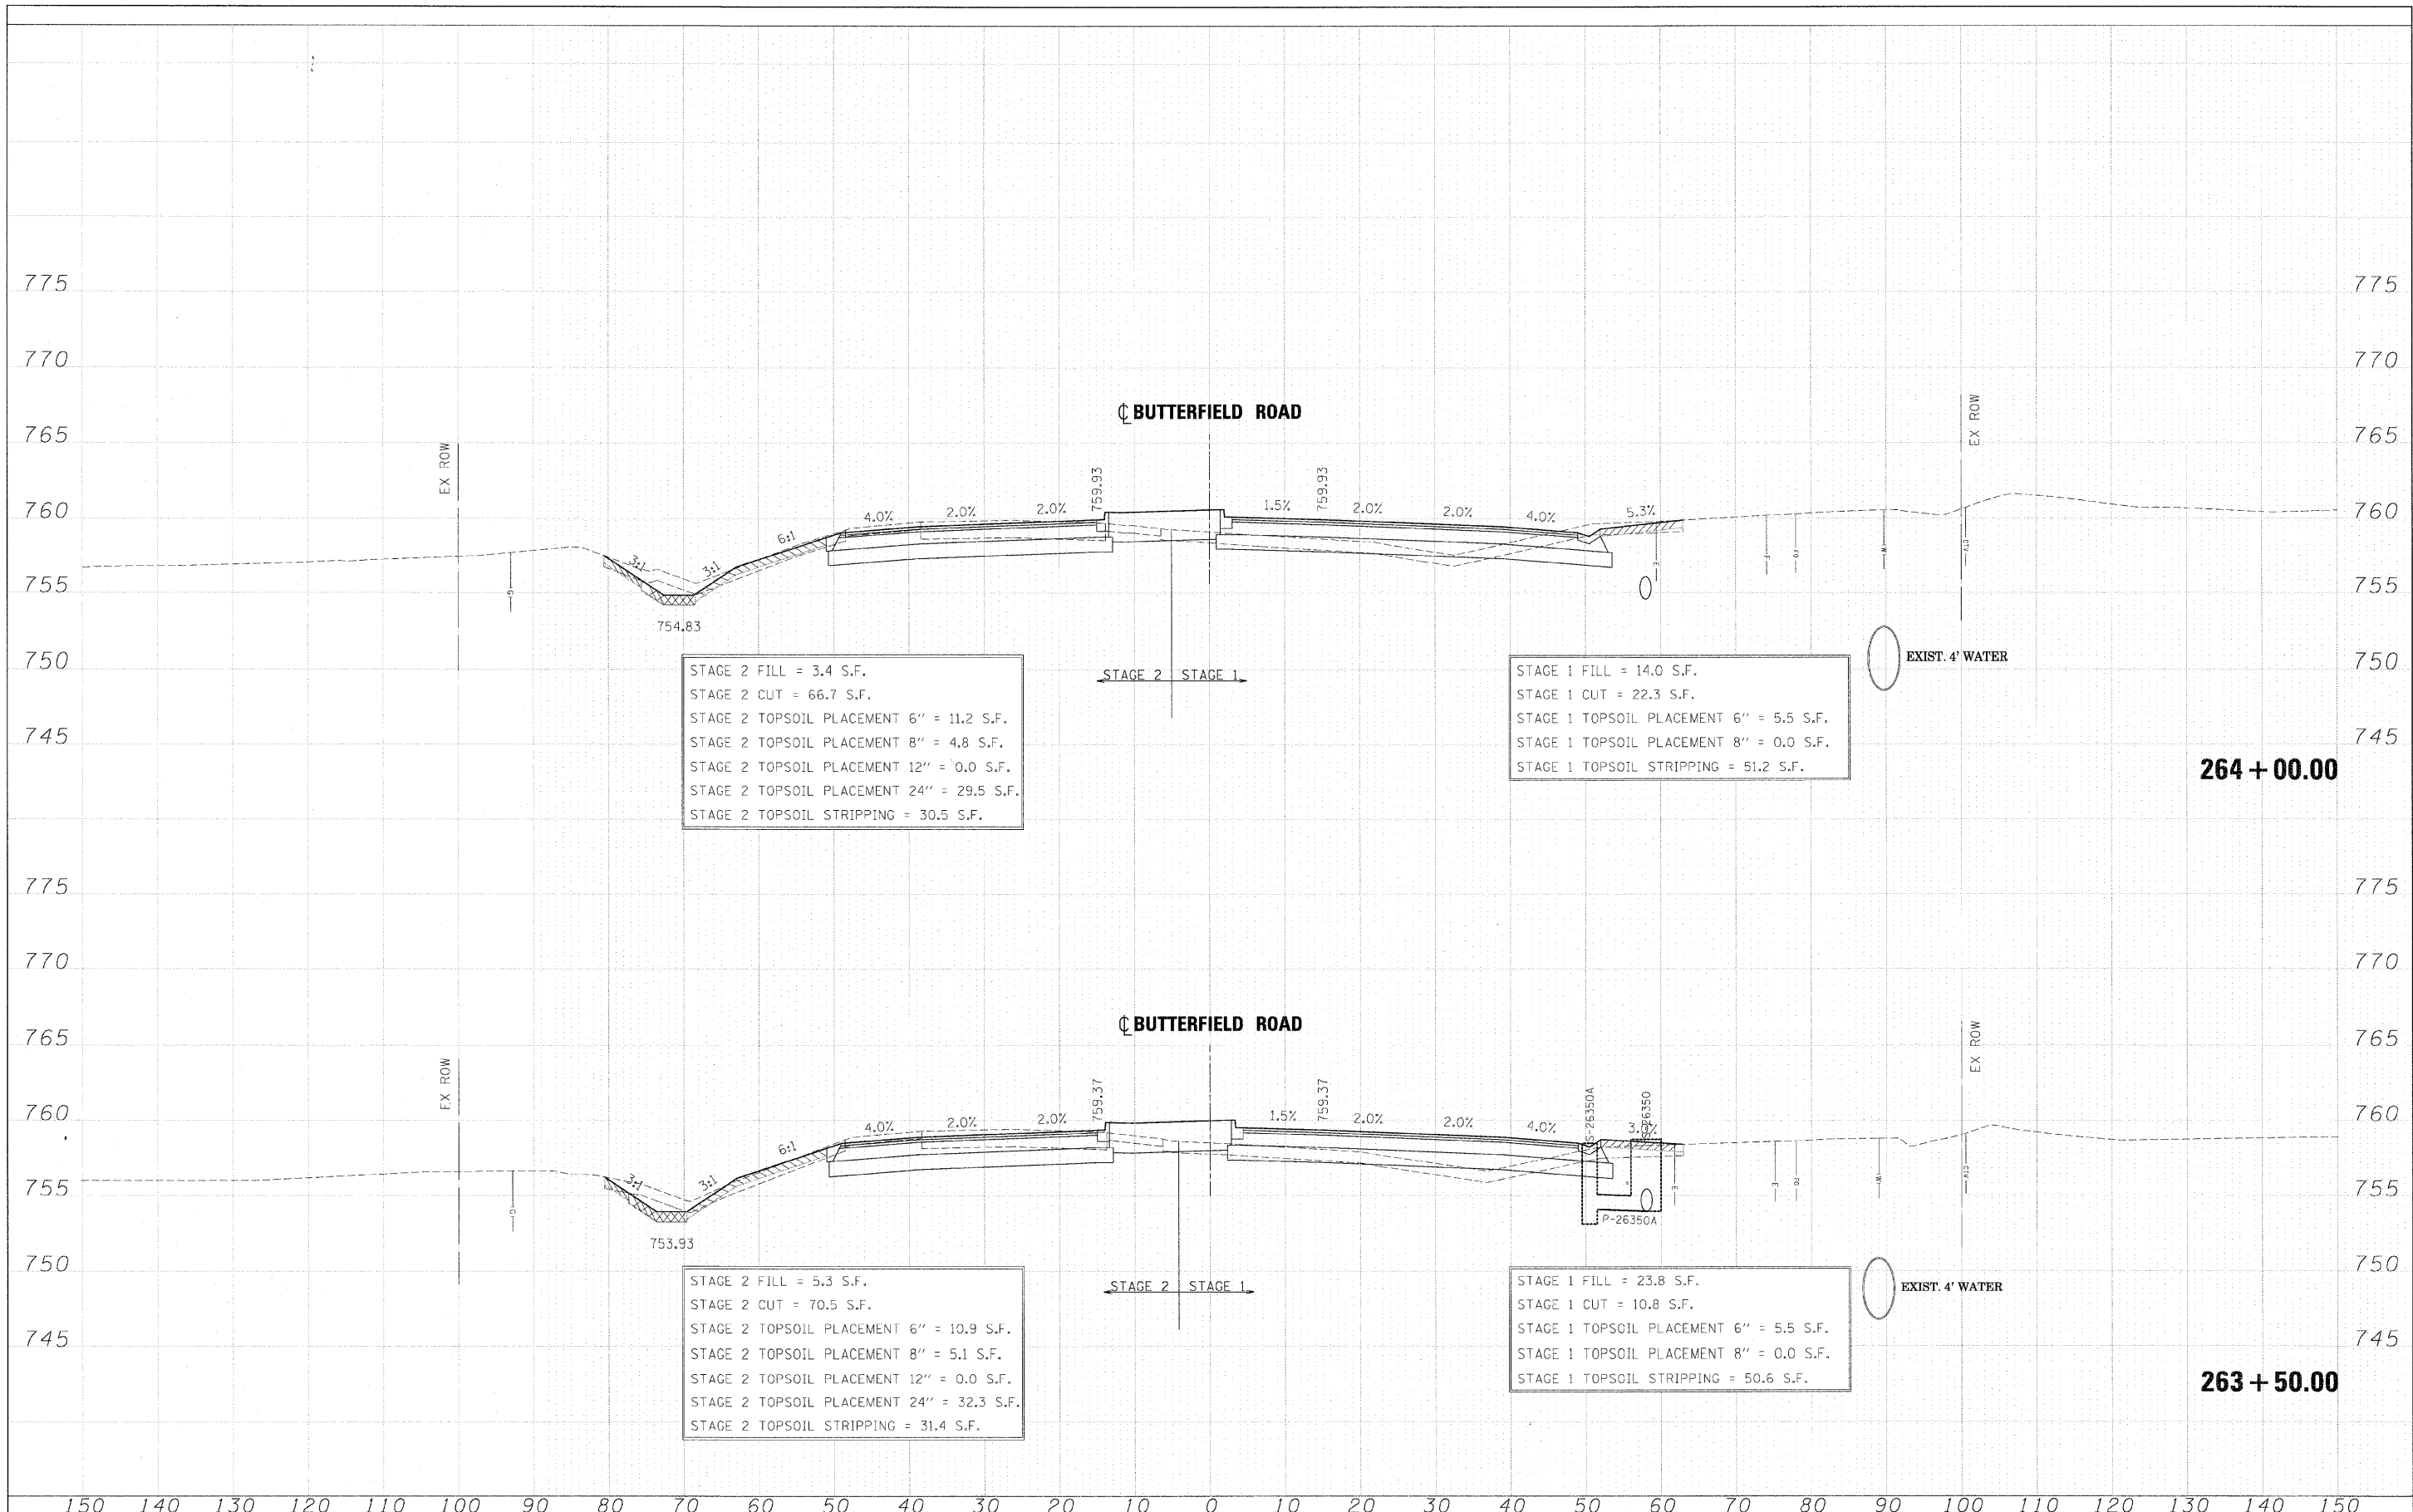 775
775
770
770
℄ BUTTERFIELD ROAD
765
765
EX ROW
EX ROW
759.93
759.93
760
760
3:1
3:1
6:1
4.0%
2.0%
2.0%
1.5%
2.0%
2.0%
4.0%
5.3%
G
E
E
FO
W
CTV
755
755
754.83
750
750
EXIST. 4' WATER
STAGE 2
STAGE 1
STAGE 2 FILL = 3.4 S.F.
STAGE 2 CUT = 66.7 S.F.
STAGE 2 TOPSOIL PLACEMENT 6" = 11.2 S.F.
STAGE 2 TOPSOIL PLACEMENT 8" = 4.8 S.F.
STAGE 2 TOPSOIL PLACEMENT 12" = 0.0 S.F.
STAGE 2 TOPSOIL PLACEMENT 24" = 29.5 S.F.
STAGE 2 TOPSOIL STRIPPING = 30.5 S.F.
STAGE 1 FILL = 14.0 S.F.
STAGE 1 CUT = 22.3 S.F.
STAGE 1 TOPSOIL PLACEMENT 6" = 5.5 S.F.
STAGE 1 TOPSOIL PLACEMENT 8" = 0.0 S.F.
STAGE 1 TOPSOIL STRIPPING = 51.2 S.F.
745
745
264+00.00
775
775
770
770
℄ BUTTERFIELD ROAD
765
765
EX ROW
EX ROW
759.37
759.37
760
760
3:1
3:1
6:1
4.0%
2.0%
2.0%
1.5%
2.0%
2.0%
4.0%
3.0%
S-26350A
G
E
E
FO
W
CTV
755
755
P-26350A
753.93
750
750
EXIST. 4' WATER
STAGE 2
STAGE 1
STAGE 2 FILL = 5.3 S.F.
STAGE 2 CUT = 70.5 S.F.
STAGE 2 TOPSOIL PLACEMENT 6" = 10.9 S.F.
STAGE 2 TOPSOIL PLACEMENT 8" = 5.1 S.F.
STAGE 2 TOPSOIL PLACEMENT 12" = 0.0 S.F.
STAGE 2 TOPSOIL PLACEMENT 24" = 32.3 S.F.
STAGE 2 TOPSOIL STRIPPING = 31.4 S.F.
STAGE 1 FILL = 23.8 S.F.
STAGE 1 CUT = 10.8 S.F.
STAGE 1 TOPSOIL PLACEMENT 6" = 5.5 S.F.
STAGE 1 TOPSOIL PLACEMENT 8" = 0.0 S.F.
STAGE 1 TOPSOIL STRIPPING = 50.6 S.F.
745
745
263+50.00
150 140 130 120 110 100 90 80 70 60 50 40 30 20 10 0 10 20 30 40 50 60 70 80 90 100 110 120 130 140 150